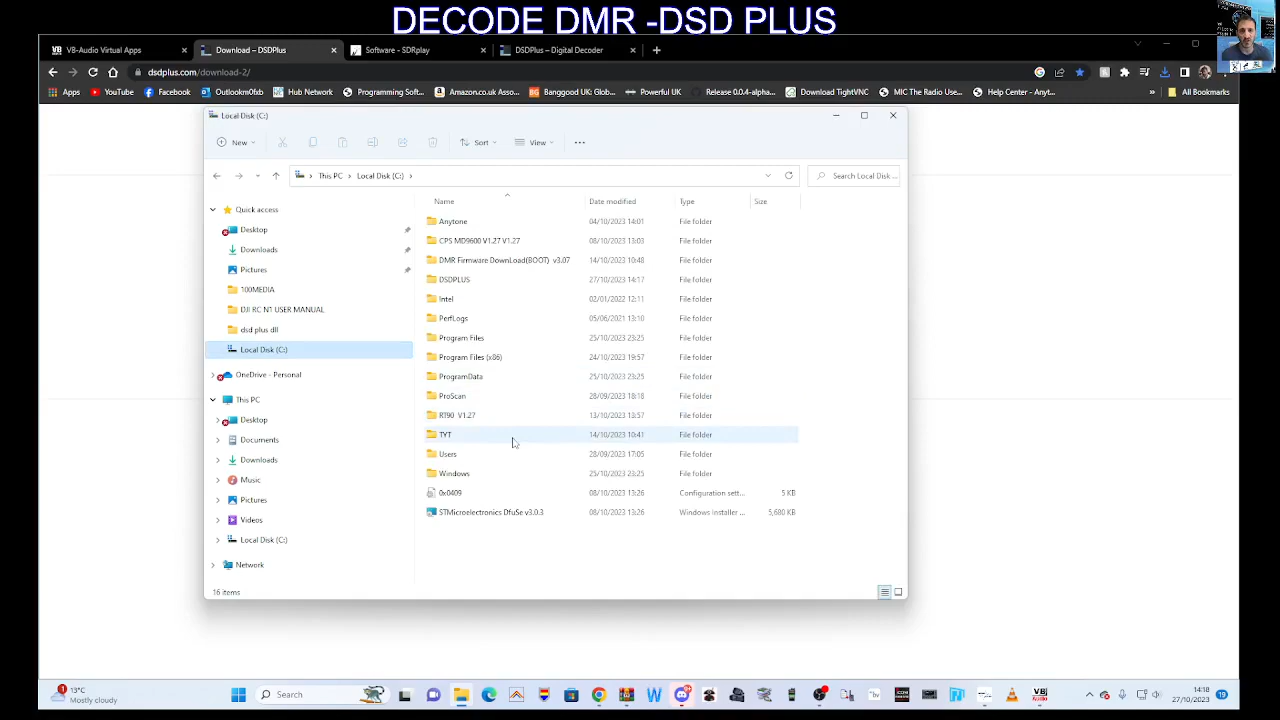 DECODE DMR -DSD PLUS
VB-Audio Virtual Apps
Download – DSDPlus
Software - SDRplay
DSDPlus – Digital Decoder
dsdplus.com/download-2/
Apps YouTube Facebook Outlookm0fxb Hub Network Programming Soft... Amazon.co.uk Asso... Banggood UK: Glob... Powerful UK Release 0.0.4-alpha... Download TightVNC MIC The Radio Use... Help Center - Anyt... » All Bookmarks
Local Disk (C:)
New Sort View ...
This PC > Local Disk (C:) >
Search Local Disk ...
Name Date modified Type Size
Quick access
Desktop
Downloads
Pictures
100MEDIA
DJI RC N1 USER MANUAL
dsd plus dll
Local Disk (C:)
OneDrive - Personal
This PC
Desktop
Documents
Downloads
Music
Pictures
Videos
Local Disk (C:)
Network
Anytone 04/10/2023 14:01 File folder
CPS MD9600 V1.27 V1.27 08/10/2023 13:03 File folder
DMR Firmware DownLoad(BOOT) v3.07 14/10/2023 10:48 File folder
DSDPLUS 27/10/2023 14:17 File folder
Intel 02/01/2022 12:11 File folder
PerfLogs 05/06/2021 13:10 File folder
Program Files 25/10/2023 23:25 File folder
Program Files (x86) 24/10/2023 19:57 File folder
ProgramData 25/10/2023 23:25 File folder
ProScan 28/09/2023 18:18 File folder
RT90 V1.27 13/10/2023 13:57 File folder
TYT 14/10/2023 10:41 File folder
Users 28/09/2023 17:05 File folder
Windows 25/10/2023 23:25 File folder
0x0409 08/10/2023 13:26 Configuration sett... 5 KB
STMicroelectronics DfuSe v3.0.3 08/10/2023 13:26 Windows Installer ... 5,680 KB
16 items
13°C
Mostly cloudy
Search
14:18
27/10/2023
19